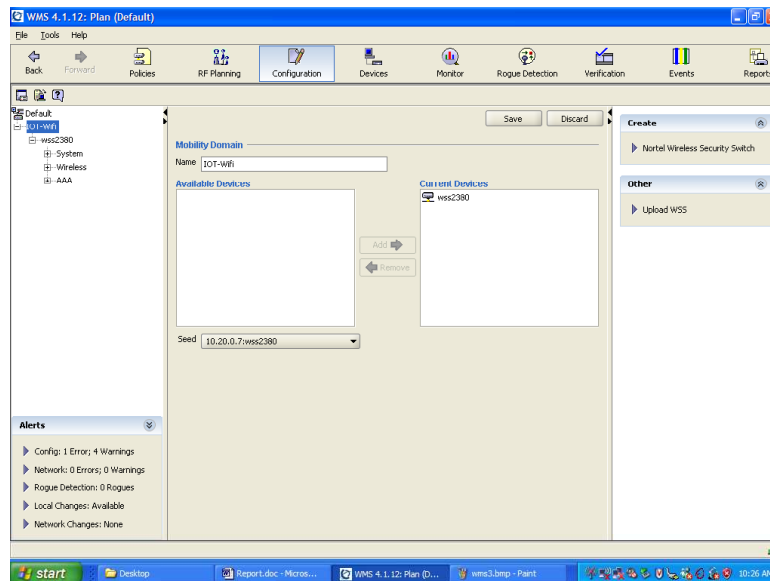 WMS 4.1.12: Plan (Default)
File Tools Help
Back Forward Policies RF Planning Configuration Devices Monitor Rogue Detection Verification Events Reports
Default
IOT-Wifi
wss2380
System
Wireless
AAA
Save Discard
Mobility Domain
Name IOT-Wifi
Available Devices
Current Devices
wss2380
Add
Remove
Seed 10.20.0.7:wss2380
Create
Nortel Wireless Security Switch
Other
Upload WSS
Alerts
Config: 1 Error; 4 Warnings
Network: 0 Errors; 0 Warnings
Rogue Detection: 0 Rogues
Local Changes: Available
Network Changes: None
start Desktop Report.doc - Micros... WMS 4.1.12: Plan (D... wms3.bmp - Paint 10:26 AM